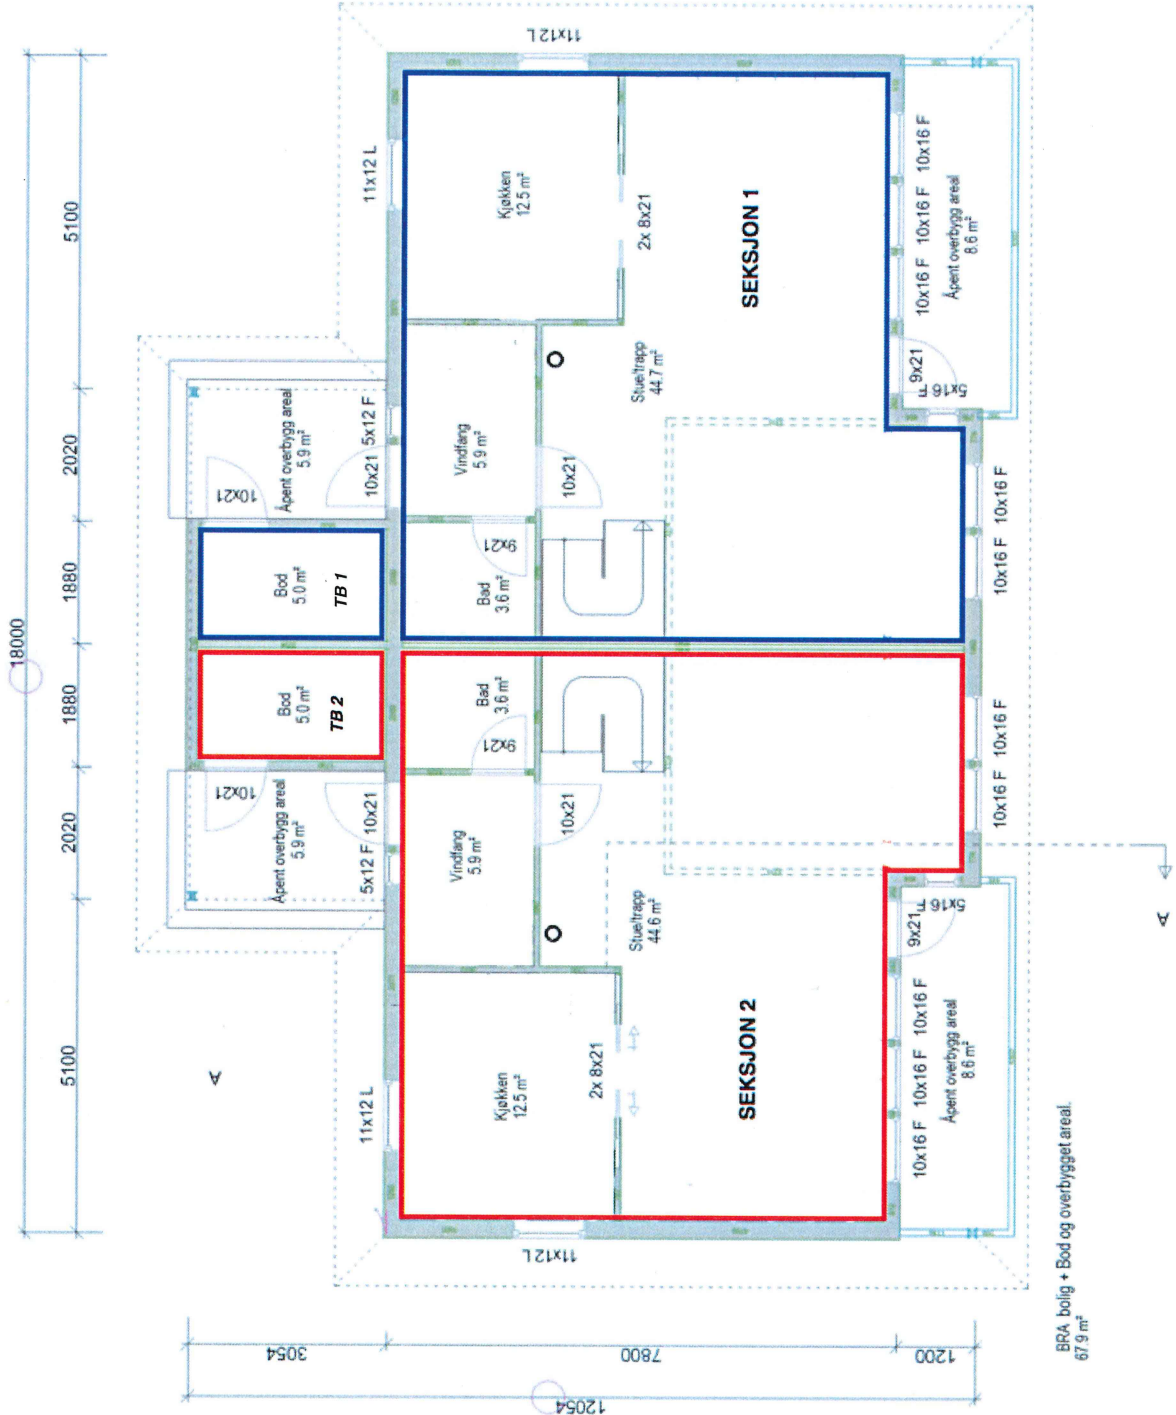 18000
5100
2020
1880
1880
2020
5100
11x12 L
11x12 L
Kjøkken
12.5 m²
2x 8x21
SEKSJON 1
10x16 F 10x16 F 10x16 F
Åpent overbygg areal
8.6 m²
9x21
5x16 F
Åpent overbygg areal
5.9 m²
10x21
10x21 5x12 F
Vindfang
5.9 m²
10x21
Stue/trapp
44.7 m²
Bod
5.0 m²
TB 1
Bad
3.6 m²
9x21
10x16 F 10x16 F
Bod
5.0 m²
TB 2
Bad
3.6 m²
9x21
10x16 F 10x16 F
Åpent overbygg areal
5.9 m²
10x21
5x12 F 10x21
Vindfang
5.9 m²
10x21
Stue/trapp
44.6 m²
9x21
5x16 F
A
A
11x12 L
Kjøkken
12.5 m²
2x 8x21
SEKSJON 2
10x16 F 10x16 F 10x16 F
Åpent overbygg areal
8.6 m²
11x12 L
3054
7800
1200
12054
BRA bolig + Bod og overbygget areal.
67.9 m²